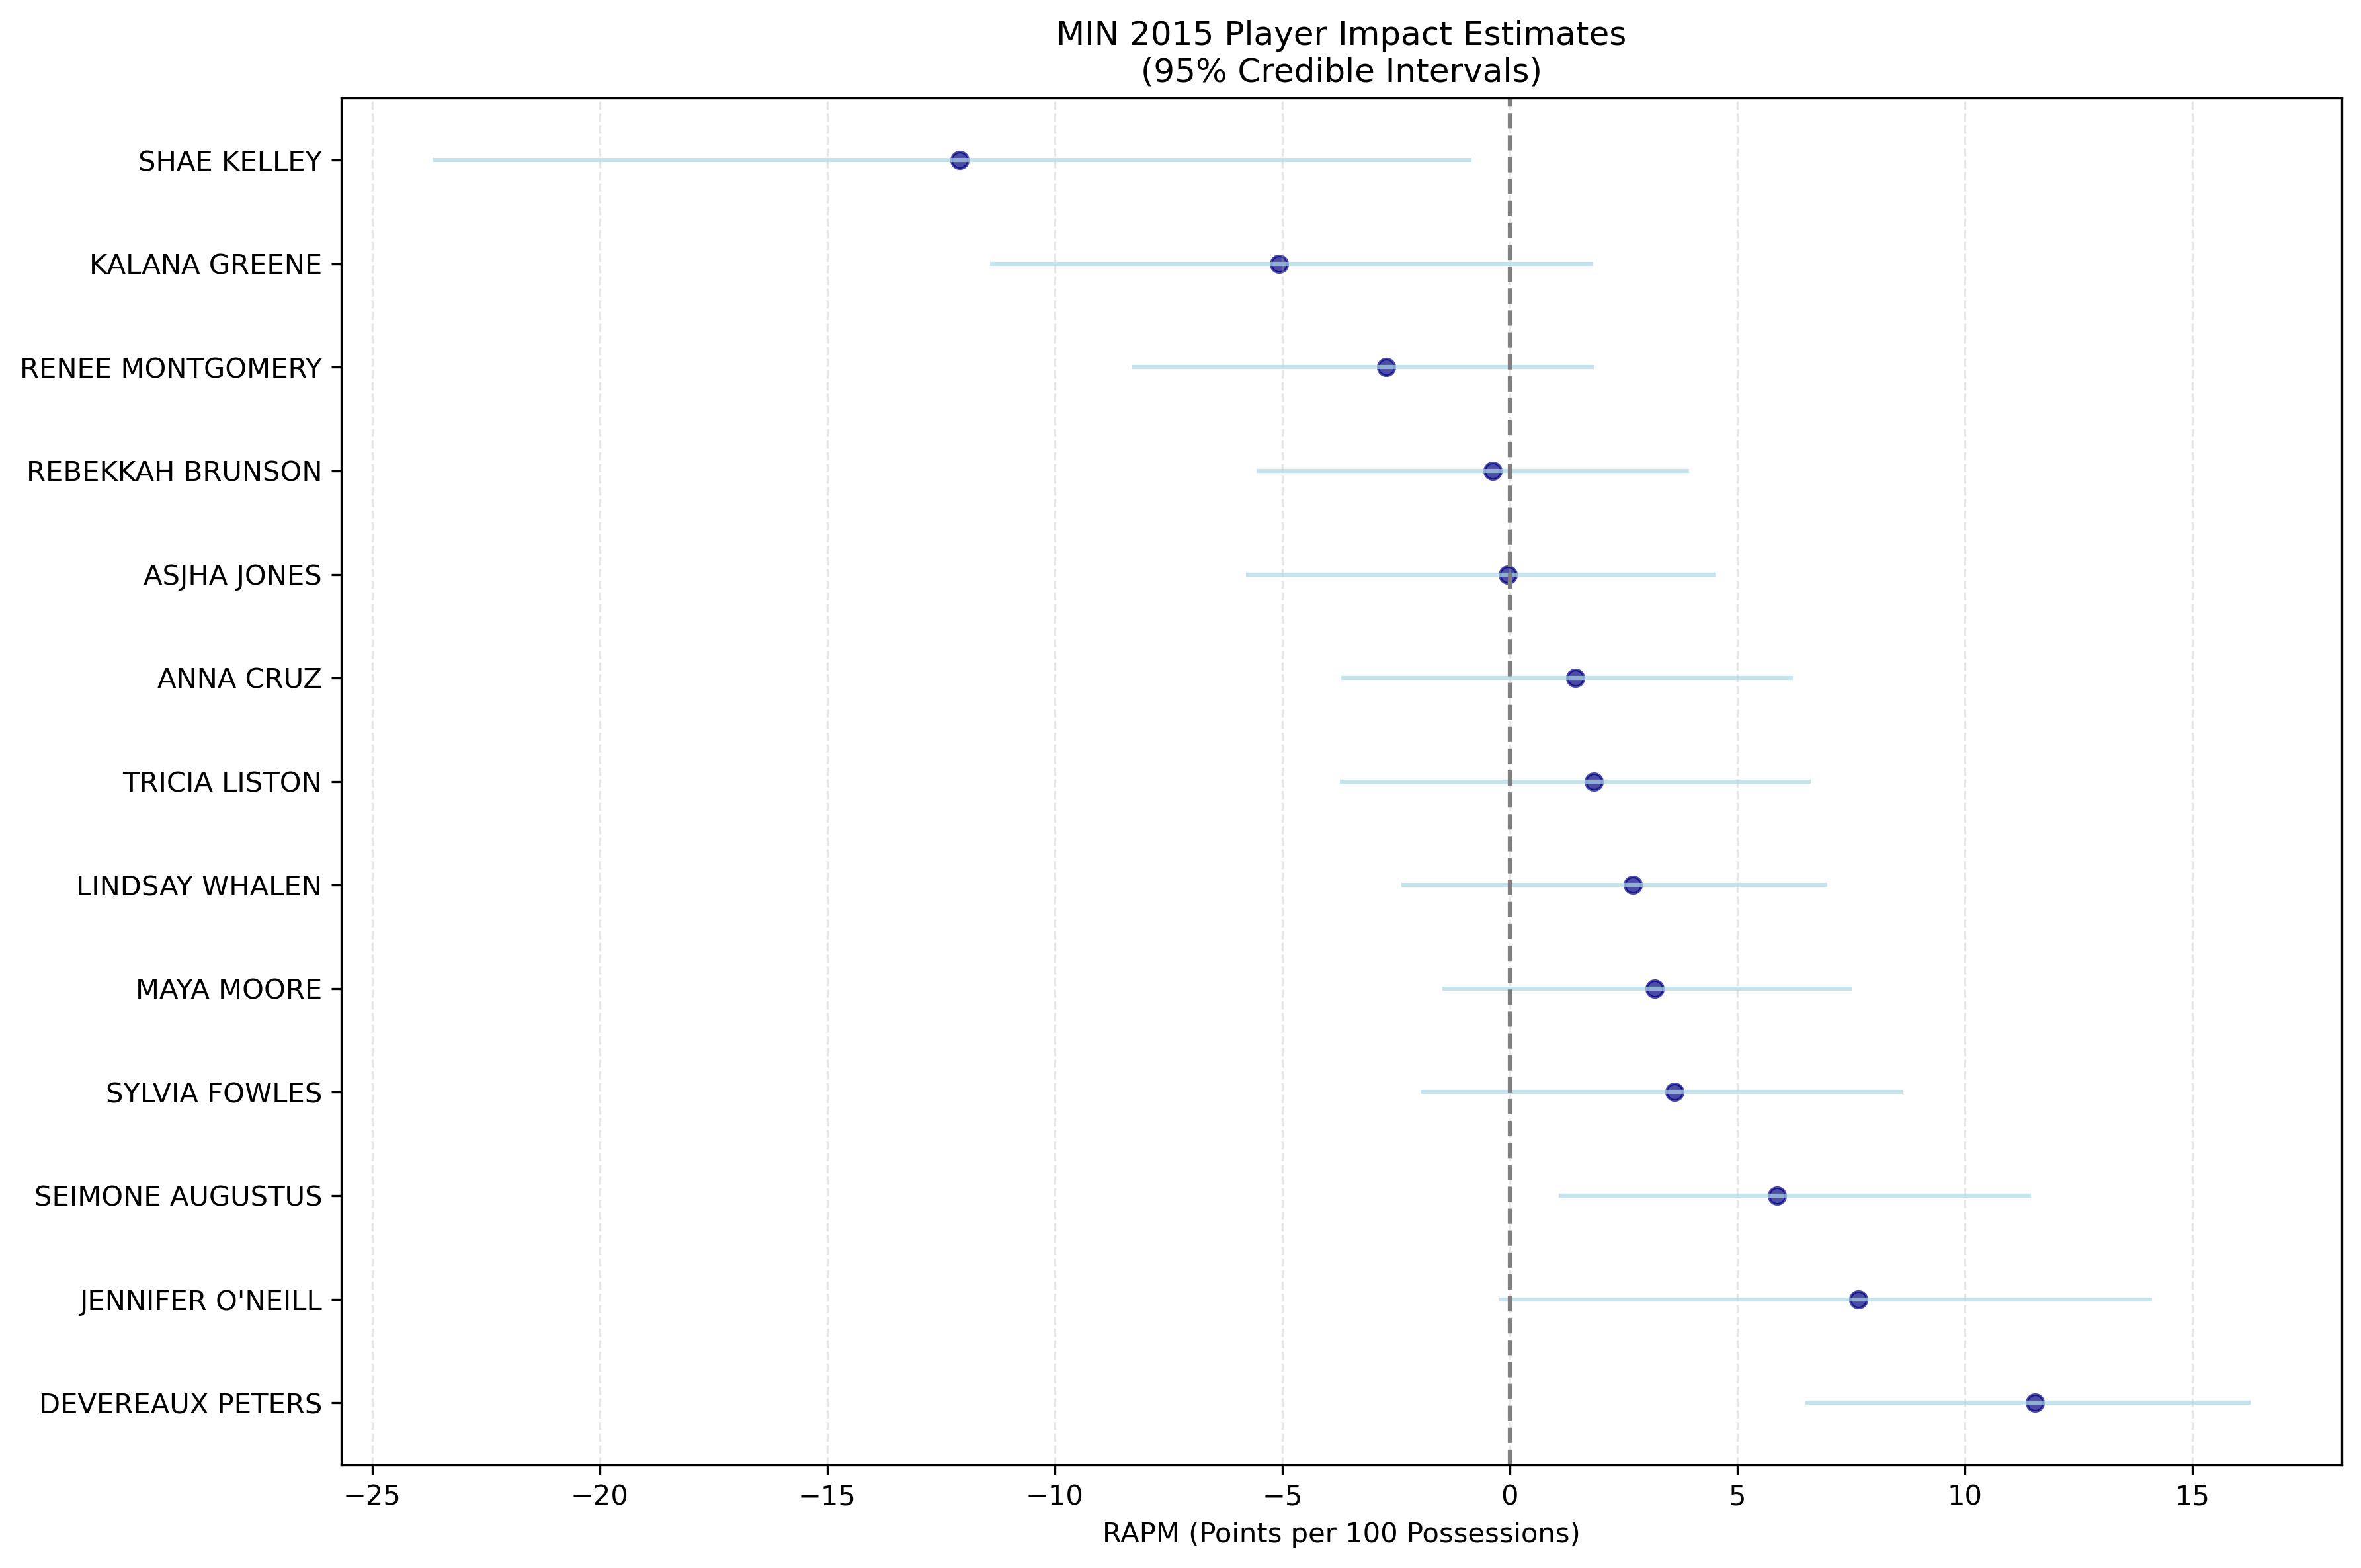 MIN 2015 Player Impact Estimates
(95% Credible Intervals)
SHAE KELLEY
KALANA GREENE
RENEE MONTGOMERY
REBEKKAH BRUNSON
ASJHA JONES
ANNA CRUZ
TRICIA LISTON
LINDSAY WHALEN
MAYA MOORE
SYLVIA FOWLES
SEIMONE AUGUSTUS
JENNIFER O'NEILL
DEVEREAUX PETERS
−25 −20 −15 −10 −5 0 5 10 15
RAPM (Points per 100 Possessions)